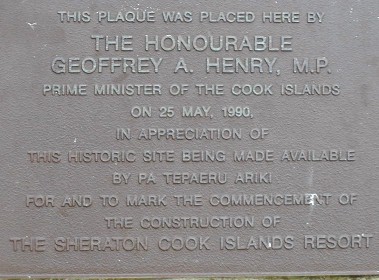 THIS PLAQUE WAS PLACED HERE BY
THE HONOURABLE
GEOFFREY A. HENRY, M.P.
PRIME MINISTER OF THE COOK ISLANDS
ON 25 MAY, 1990,
IN APPRECIATION OF
THIS HISTORIC SITE BEING MADE AVAILABLE
BY PA TEPAERU ARIKI
FOR AND TO MARK THE COMMENCEMENT OF
THE CONSTRUCTION OF
THE SHERATON COOK ISLANDS RESORT